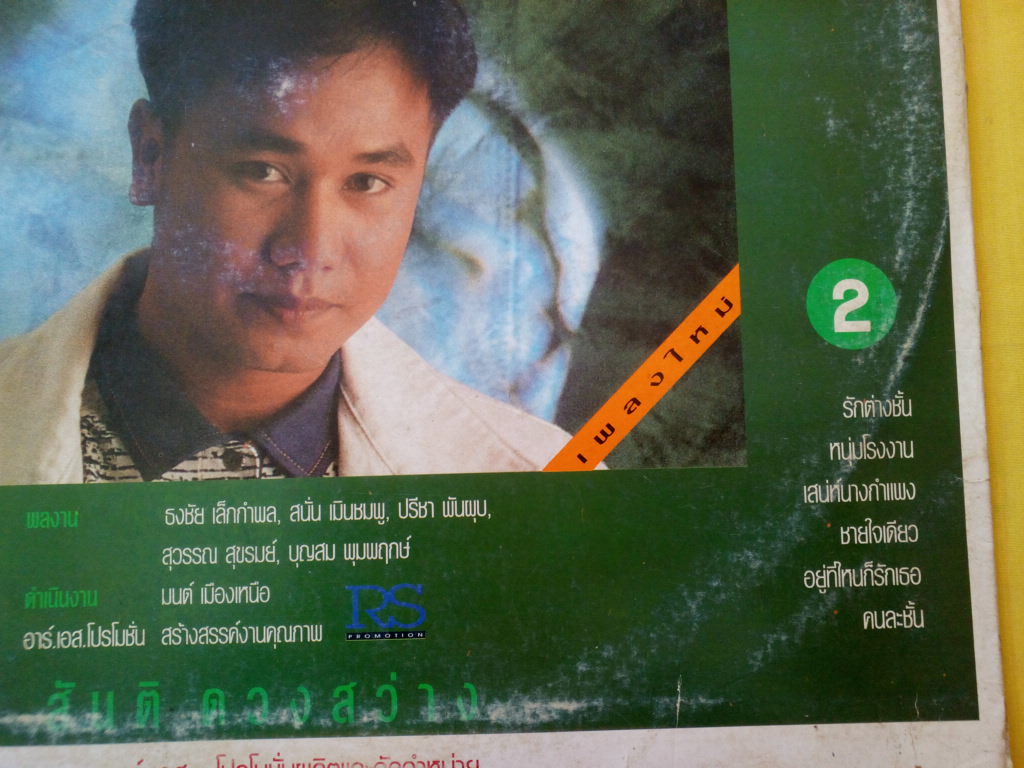 เพลงใหม่
2
รักต่างชั้น
หนุ่มโรงงาน
เสน่ห์นางกำแพง
ชายใจเดียว
อยู่ที่ไหนก็รักเธอ
คนละชั้น
ผลงาน ธงชัย เล็กกำพล, สนั่น เมินชมพู, ปรีชา พันผุบ,
สุวรรณ สุขรมย์, บุญสม พุมพฤกษ์
ดำเนินงาน มนต์ เมืองเหนือ
อาร์.เอส.โปรโมชั่น สร้างสรรค์งานคุณภาพ
RS
PROMOTION
สันติ ดวงสว่าง